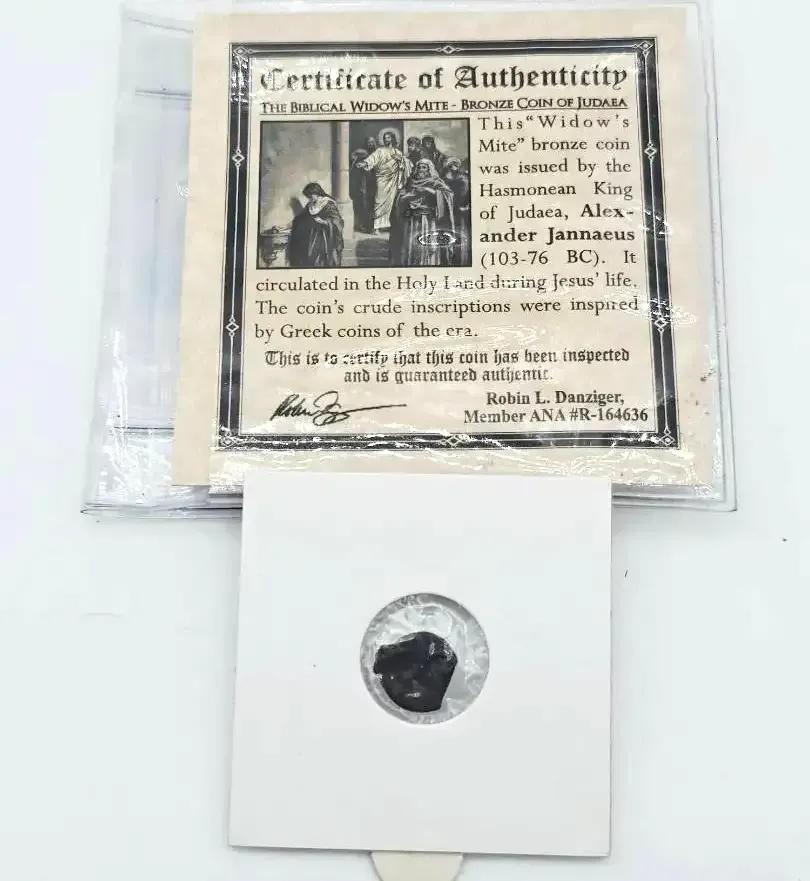 Certificate of Authenticity
THE BIBLICAL WIDOW'S MITE - BRONZE COIN OF JUDAEA
This "Widow's
Mite" bronze coin
was issued by the
Hasmonean King
of Judaea, Alex-
ander Jannaeus
(103-76 BC). It
circulated in the Holy Land during Jesus' life.
The coin's crude inscriptions were inspired
by Greek coins of the era.
This is to certify that this coin has been inspected
and is guaranteed authentic.
Robin L. Danziger,
Member ANA #R-164636